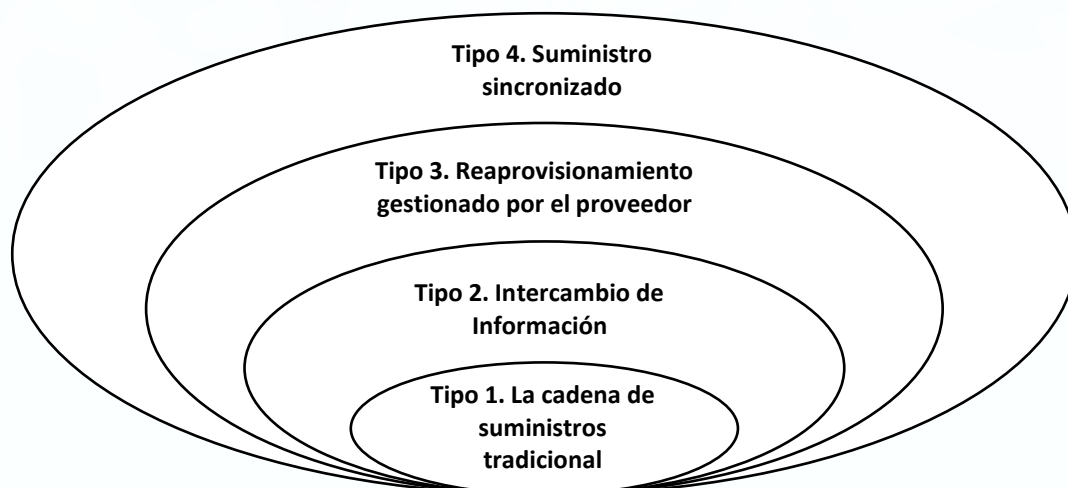 Tipo 4. Suministro
sincronizado
Tipo 3. Reaprovisionamiento
gestionado por el proveedor
Tipo 2. Intercambio de
Información
Tipo 1. La cadena de
suministros
tradicional